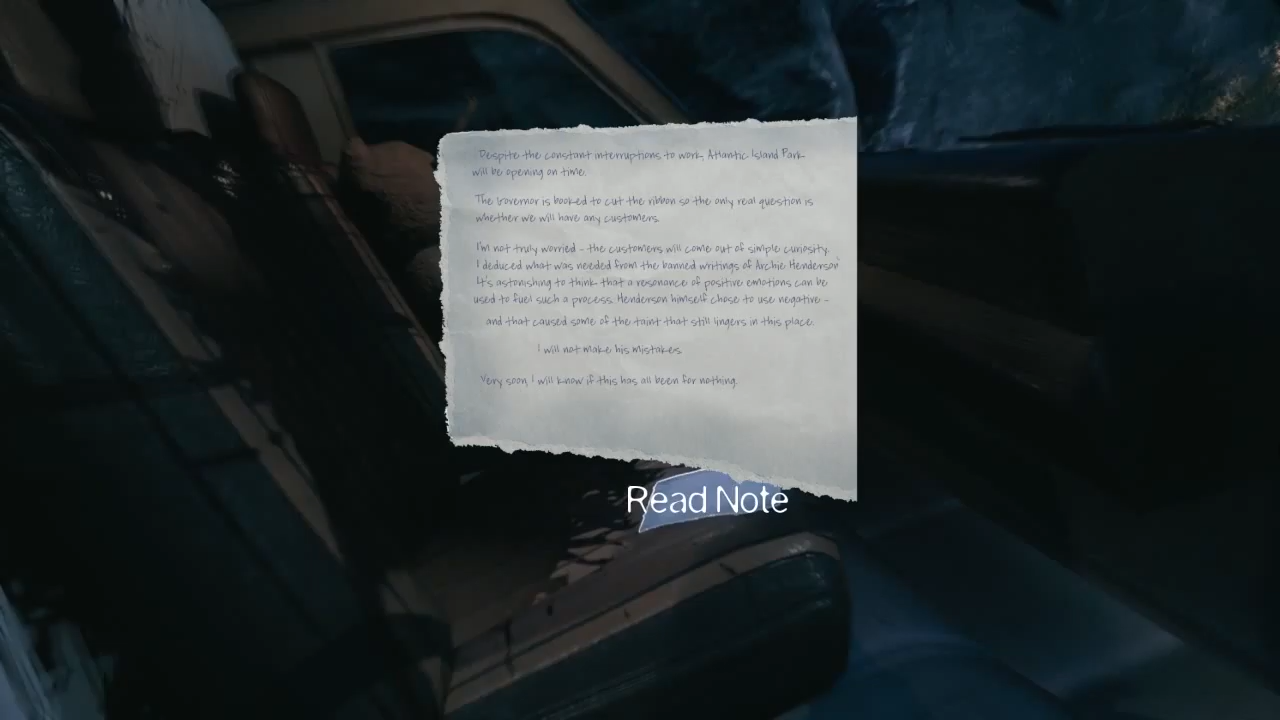 Despite the constant interruptions to work, Atlantic Island Park
will be opening on time.
The Governor is booked to cut the ribbon so the only real question is
whether we will have any customers.
I'm not truly worried - the customers will come out of simple curiosity.
I deduced what was needed from the banned writings of Archie Henderson.
It's astonishing to think that a resonance of positive emotions can be
used to fuel such a process. Henderson himself chose to use negative -
and that caused some of the taint that still lingers in this place.
I will not make his mistakes.
Very soon, I will know if this has all been for nothing.
Read Note